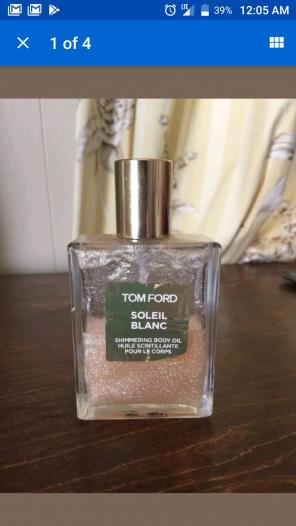 39% 12:05 AM
1 of 4
TOM FORD
SOLEIL
BLANC
SHIMMERING BODY OIL
HUILE SCINTILLANTE
POUR LE CORPS